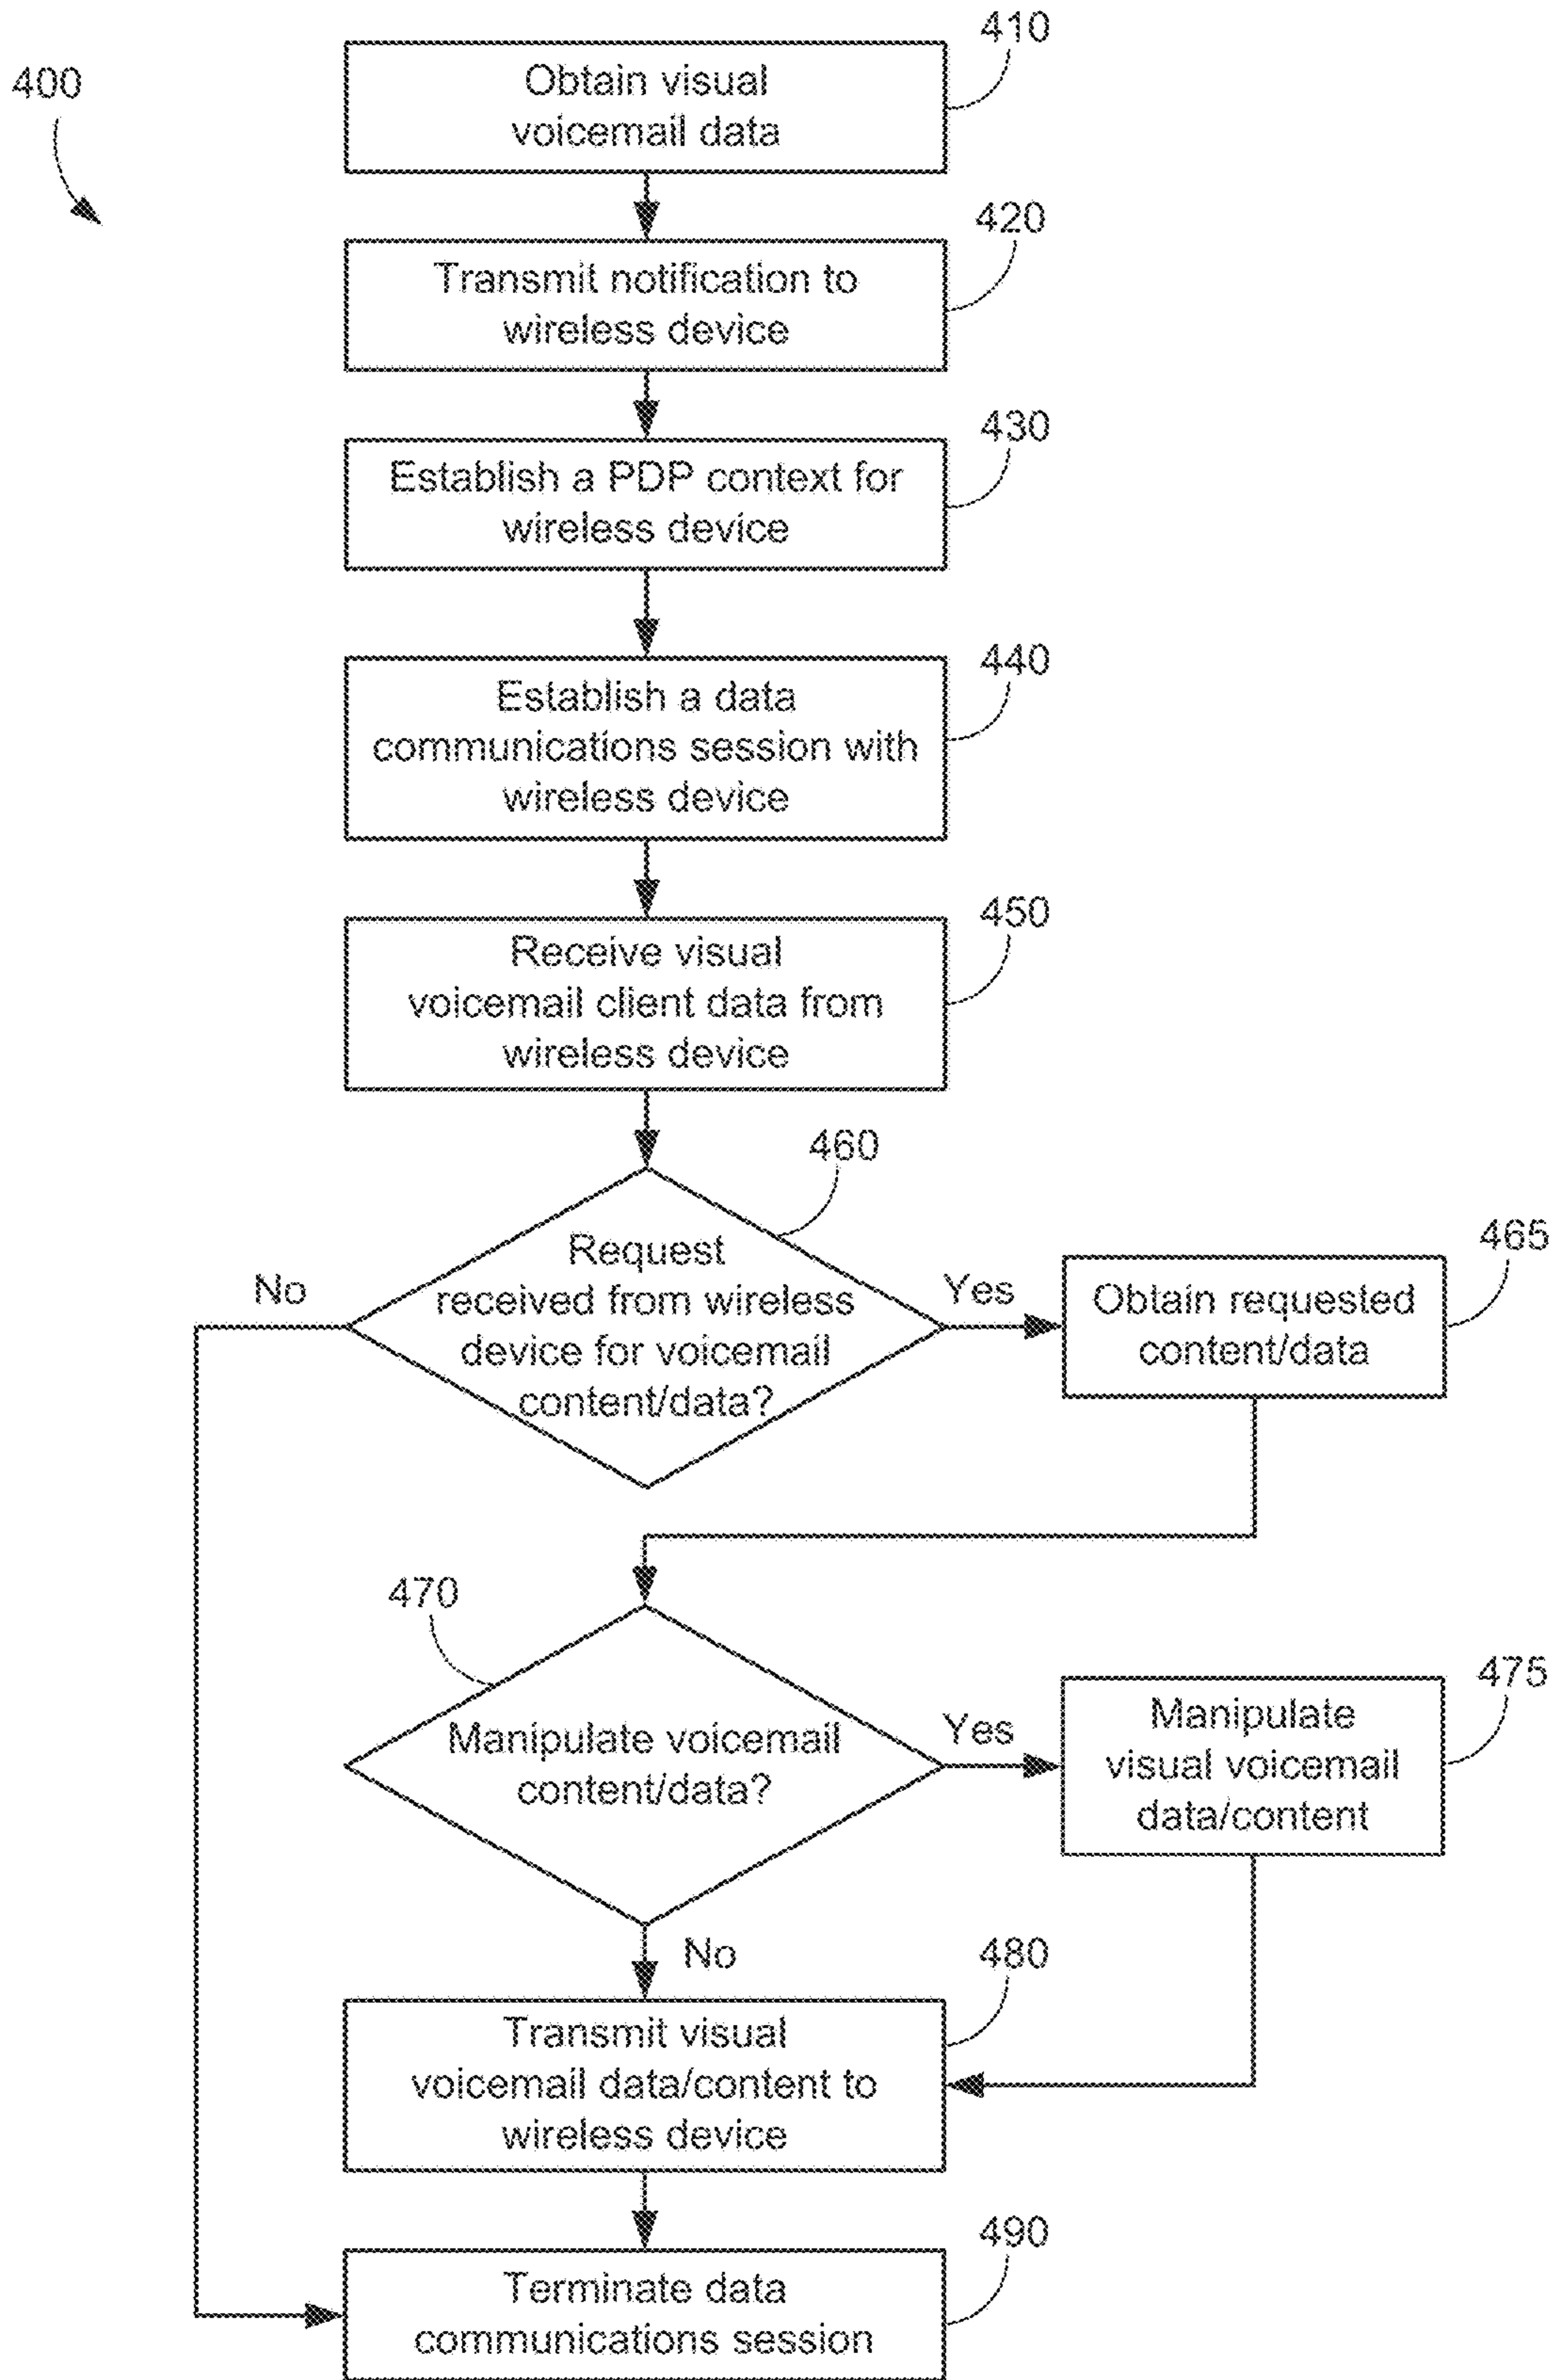 400
410
Obtain visual
voicemail data
420
Transmit notification to
wireless device
430
Establish a PDP context for
wireless device
440
Establish a data
communications session with
wireless device
450
Receive visual
voicemail client data from
wireless device
460
Request
received from wireless
device for voicemail
content/data?
No
Yes
465
Obtain requested
content/data
470
Manipulate voicemail
content/data?
Yes
475
Manipulate
visual voicemail
data/content
No
480
Transmit visual
voicemail data/content to
wireless device
490
Terminate data
communications session